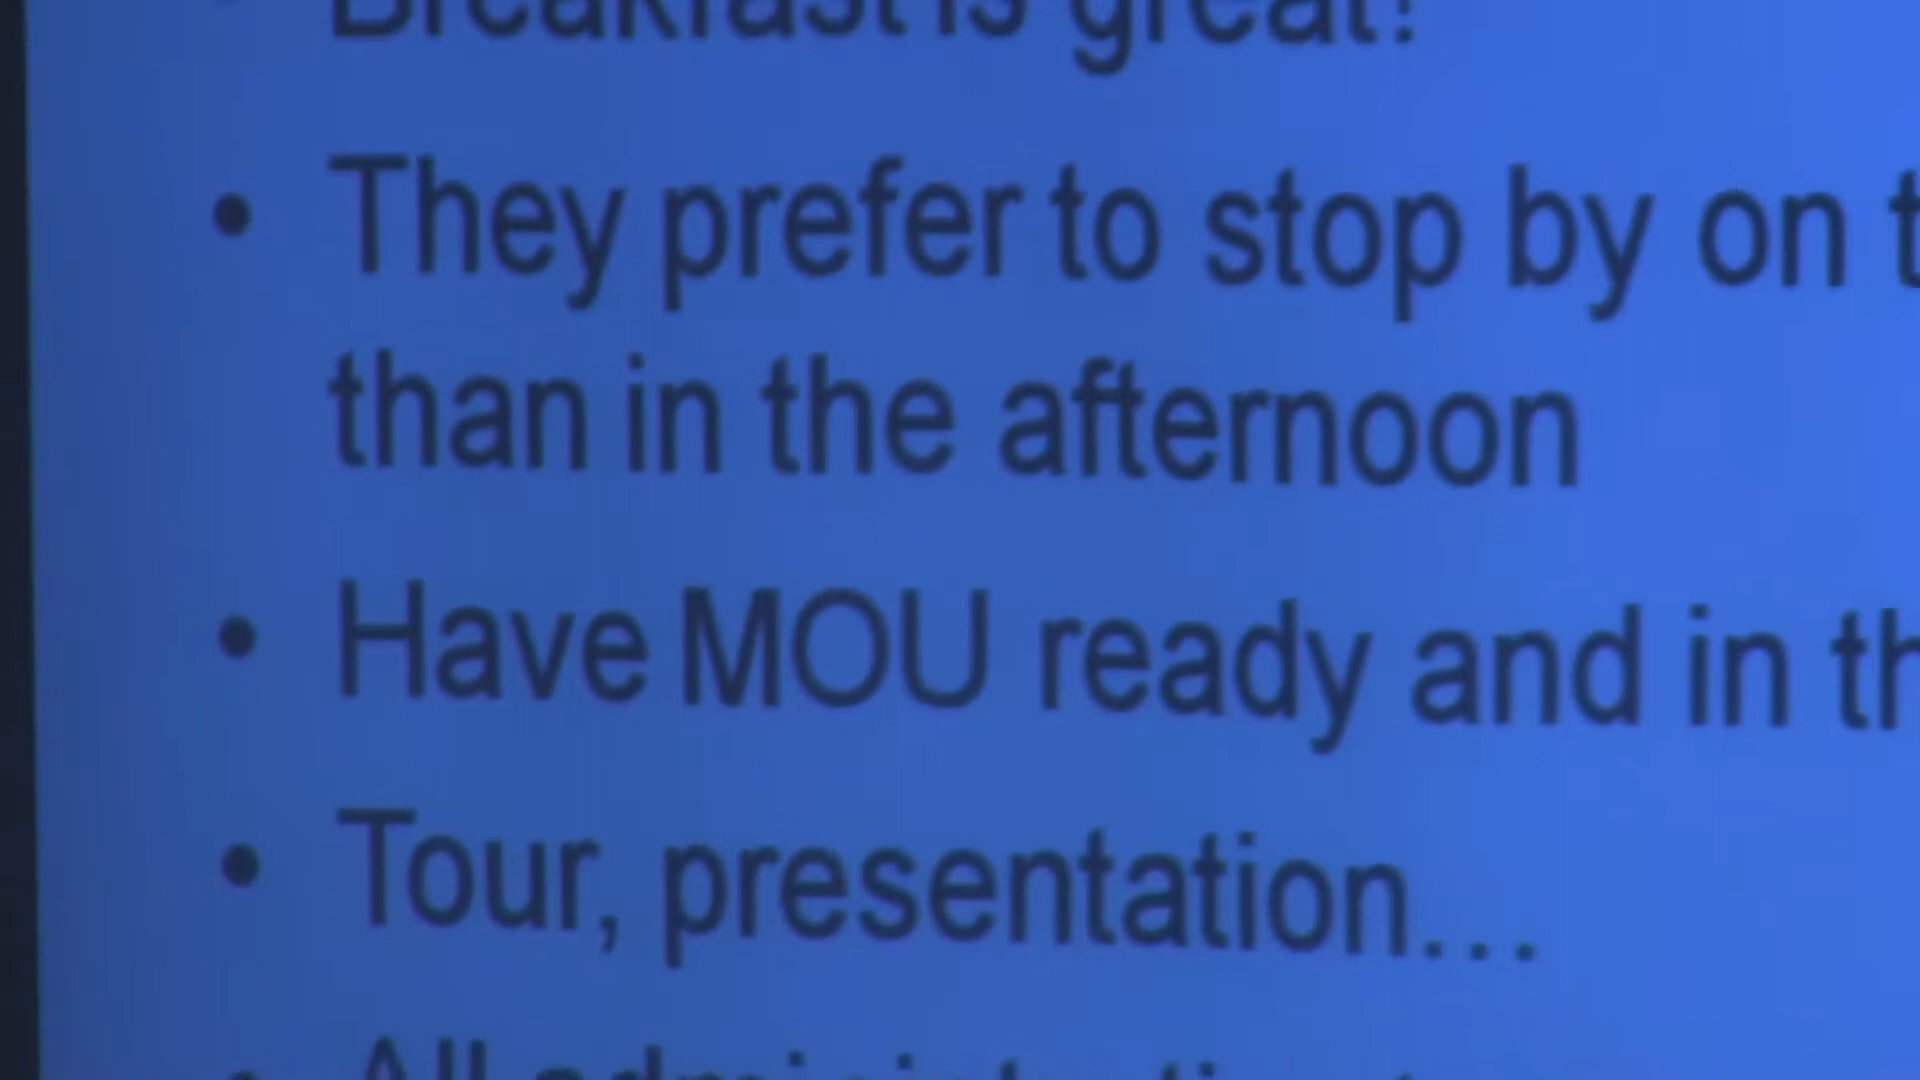 Breakfast is great!
• They prefer to stop by on
than in the afternoon
• Have MOU ready and in
• Tour, presentation...
• All